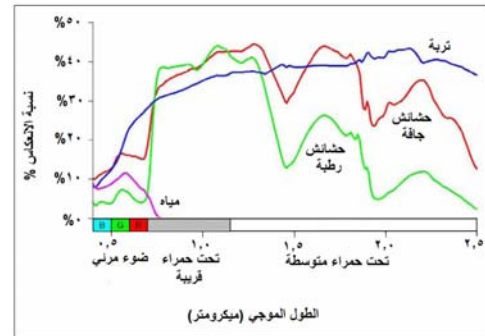 %٥٠
%٤٠
%٣٠
%٢٠
%١٠
%٠
نسبة الانعكاس %
تربة
حشائش
جافة
حشائش
رطبة
مياه
B G R
٠,٥ ١,٠ ١,٥ ٢,٠ ٢,٥
ضوء مرئي
تحت حمراء
قريبة
تحت حمراء متوسطة
الطول الموجي (ميكرومتر)